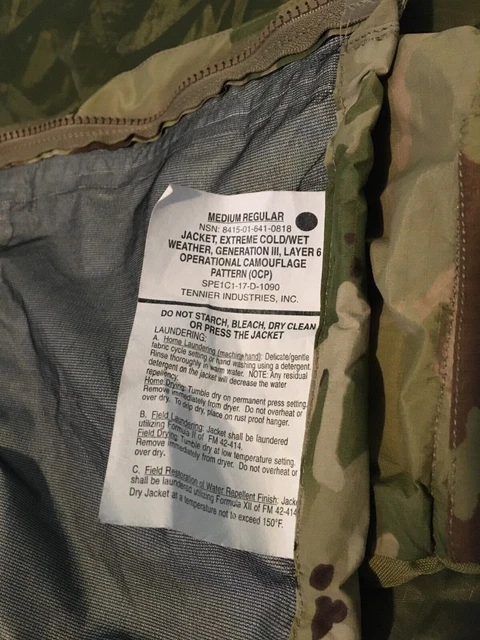 MEDIUM REGULAR
NSN: 8415-01-641-0818
JACKET, EXTREME COLD/WET
WEATHER, GENERATION III, LAYER 6
OPERATIONAL CAMOUFLAGE
PATTERN (OCP)
SPE1C1-17-D-1090
TENNIER INDUSTRIES, INC.
DO NOT STARCH, BLEACH, DRY CLEAN
OR PRESS THE JACKET
LAUNDERING:
A. Home Laundering (machine/hand): Delicate/gentle
fabric cycle setting or hand washing using a detergent.
Rinse thoroughly in warm water. NOTE: Any residual
detergent on the jacket will decrease the water
repellency.
Home Drying: Tumble dry on permanent press setting.
Remove immediately from dryer. Do not overheat or
over dry. To drip dry, place on rust proof hanger.
B. Field Laundering: Jacket shall be laundered
utilizing Formula II of FM 42-414.
Field Drying: Tumble dry at low temperature setting.
Remove immediately from dryer. Do not overheat or
over dry.
C. Field Restoration of Water Repellent Finish: Jacke
shall be laundered utilizing Formula XII of FM 42-414
Dry Jacket at a temperature not to exceed 150°F.